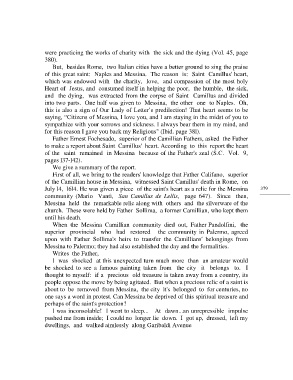 were practicing the works of charity with the sick and the dying (Vol. 45, page
380).
But, besides Rome, two Italian cities have a better ground to sing the praise
of this great saint: Naples and Messina. The reason is: Saint Camillus' heart,
which was endowed with the charity, love, and compassion of the most holy
Heart of Jesus, and consumed itself in helping the poor, the humble, the sick,
and the dying, was extracted from the corpse of Saint Camillus and divided
into two parts. One half was given to Messina, the other one to Naples. Oh,
this is also a sign of Our Lady of Letter's predilection! That heart seems to be
saying, "Citizens of Messina, I love you, and I am staying in the midst of you to
sympathize with your sorrows and sickness. I always bear them in my mind, and
for this reason I gave you back my Religious" (Ibid, page 381).
Father Ernest Fochesado, superior of the Camillian Fathers, asked the Father
to make a report about Saint Camillus' heart. According to this report the heart
of the saint remained in Messina because of the Father's zeal (S.C. Vol. 9,
pages 137-142).
We give a summary of the report.
First of all, we bring to the readers' knowledge that Father Califano, superior
of the Camillian house in Messina, witnessed Saint Camillus' death in Rome, on
July 14, 1614. He was given a piece of the saint's heart as a relic for the Messina
community (Mario Vanti, San Camillo de Lellis, page 647). Since then,
Messina held the remarkable relic along with others and the silverware of the
church. These were held by Father Sollima, a former Camillian, who kept them
until his death.
When the Messina Camillian community died out, Father Pandolfini, the
superior provincial who had restored the community in Palermo, agreed
upon with Father Sollima's heirs to transfer the Camillians' belongings from
Messina to Palermo; they had also established the day and the formalities.
Writes the Father,
I was shocked at this unexpected turn much more than an amateur would
be shocked to see a famous painting taken from the city it belongs to. I
thought to myself: if a precious old treasure is taken away from a country, its
people oppose the move by being agitated. But when a precious relic of a saint is
about to be removed from Messina, the city it's belonged to for centuries, no
one says a word in protest. Can Messina be deprived of this spiritual treasure and
perhaps of the saint's protection?
I was inconsolable! I went to sleep... At dawn, an irrepressible impulse
pushed me from inside; I could no longer lie down. I got up, dressed, left my
dwellings, and walked aimlessly along Garibaldi Avenue